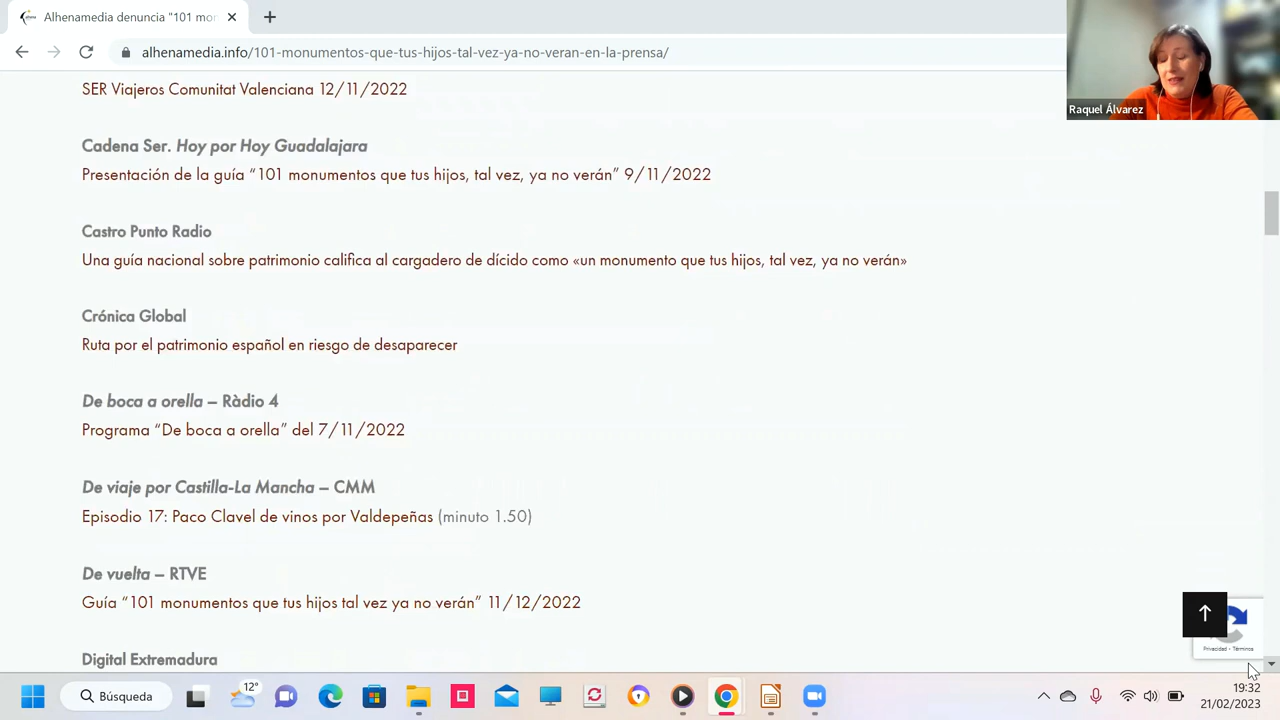 Alhenamedia denuncia "101 mon
alhenamedia.info/101-monumentos-que-tus-hijos-tal-vez-ya-no-veran-en-la-prensa/
Raquel Álvarez
SER Viajeros Comunitat Valenciana 12/11/2022
Cadena Ser. Hoy por Hoy Guadalajara
Presentación de la guía “101 monumentos que tus hijos, tal vez, ya no verán” 9/11/2022
Castro Punto Radio
Una guía nacional sobre patrimonio califica al cargadero de dícido como «un monumento que tus hijos, tal vez, ya no verán»
Crónica Global
Ruta por el patrimonio español en riesgo de desaparecer
De boca a orella – Ràdio 4
Programa “De boca a orella” del 7/11/2022
De viaje por Castilla-La Mancha – CMM
Episodio 17: Paco Clavel de vinos por Valdepeñas (minuto 1.50)
De vuelta – RTVE
Guía “101 monumentos que tus hijos tal vez ya no verán” 11/12/2022
Digital Extremadura
Privacidad - Términos
Búsqueda
12°
19:32
21/02/2023